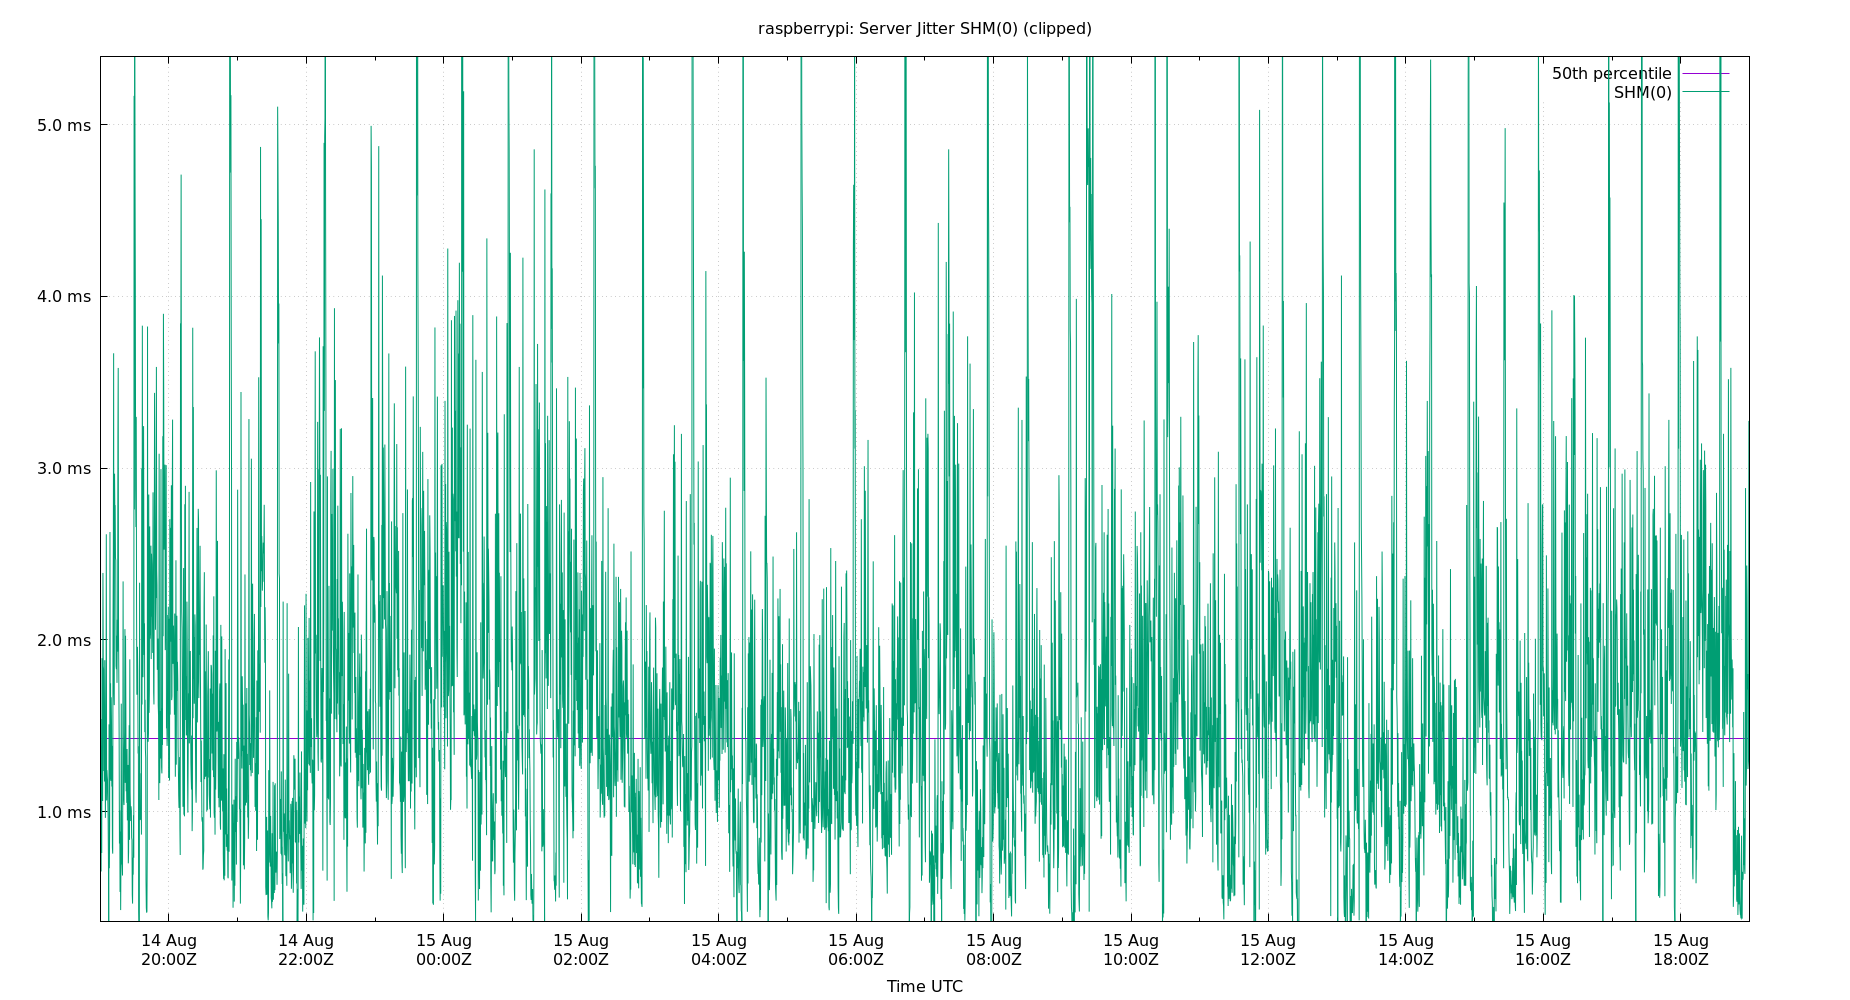 raspberrypi: Server Jitter SHM(0) (clipped)
50th percentile
SHM(0)
5.0 ms
4.0 ms
3.0 ms
2.0 ms
1.0 ms
14 Aug 14 Aug 15 Aug 15 Aug 15 Aug 15 Aug 15 Aug 15 Aug 15 Aug 15 Aug 15 Aug 15 Aug
20:00Z 22:00Z 00:00Z 02:00Z 04:00Z 06:00Z 08:00Z 10:00Z 12:00Z 14:00Z 16:00Z 18:00Z
Time UTC